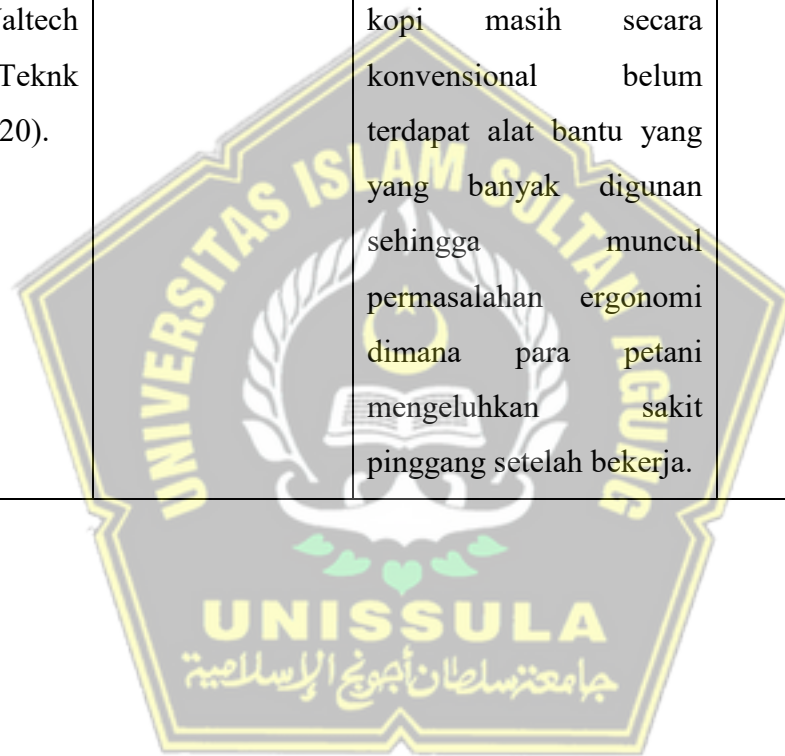 altech
Teknk
20).
kopi masih secara
konvensional belum
terdapat alat bantu yang
yang banyak digunan
sehingga muncul
permasalahan ergonomi
dimana para petani
mengeluhkan sakit
pinggang setelah bekerja.
UNIVERSITAS ISLAM SULTAN AGUNG
UNISSULA
جامعة سلطان أجونج الإسلامية